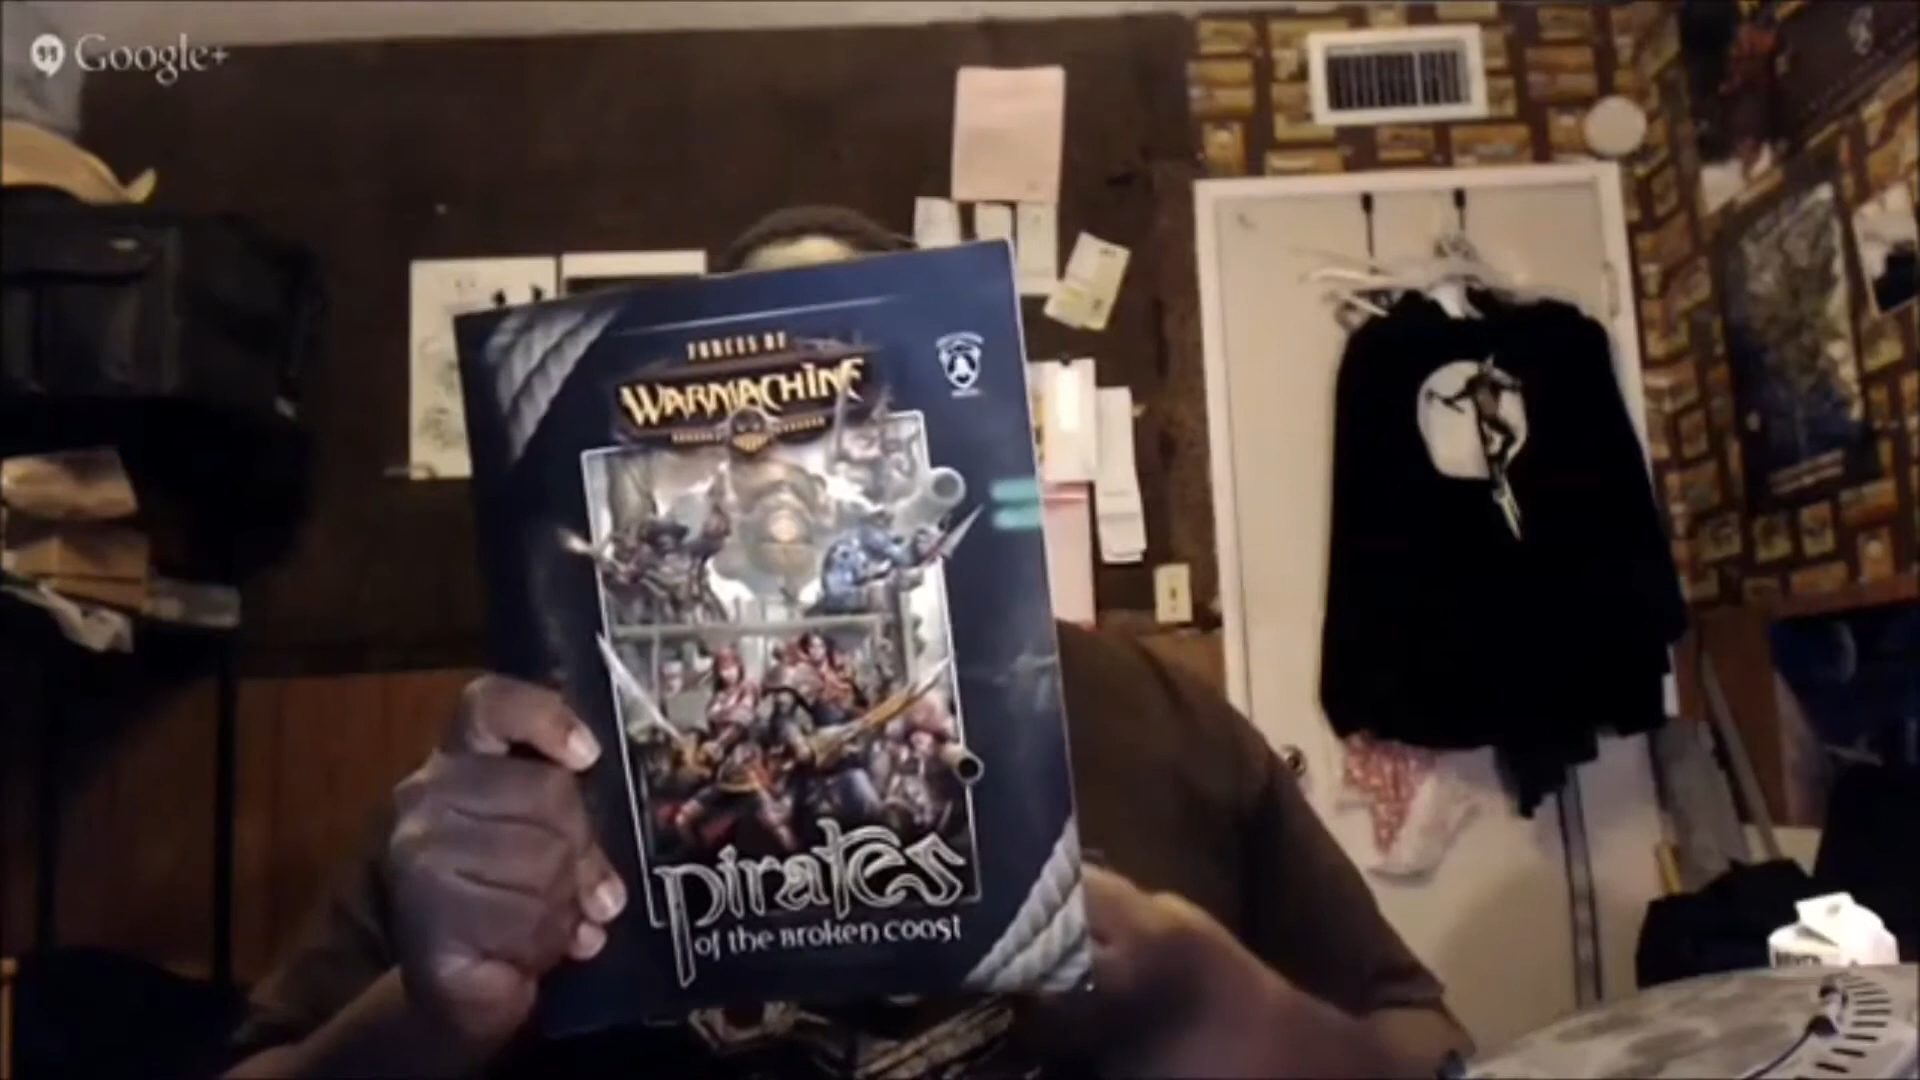 Google+
FORCES OF
WARMACHINE
pirates
of the Broken coast